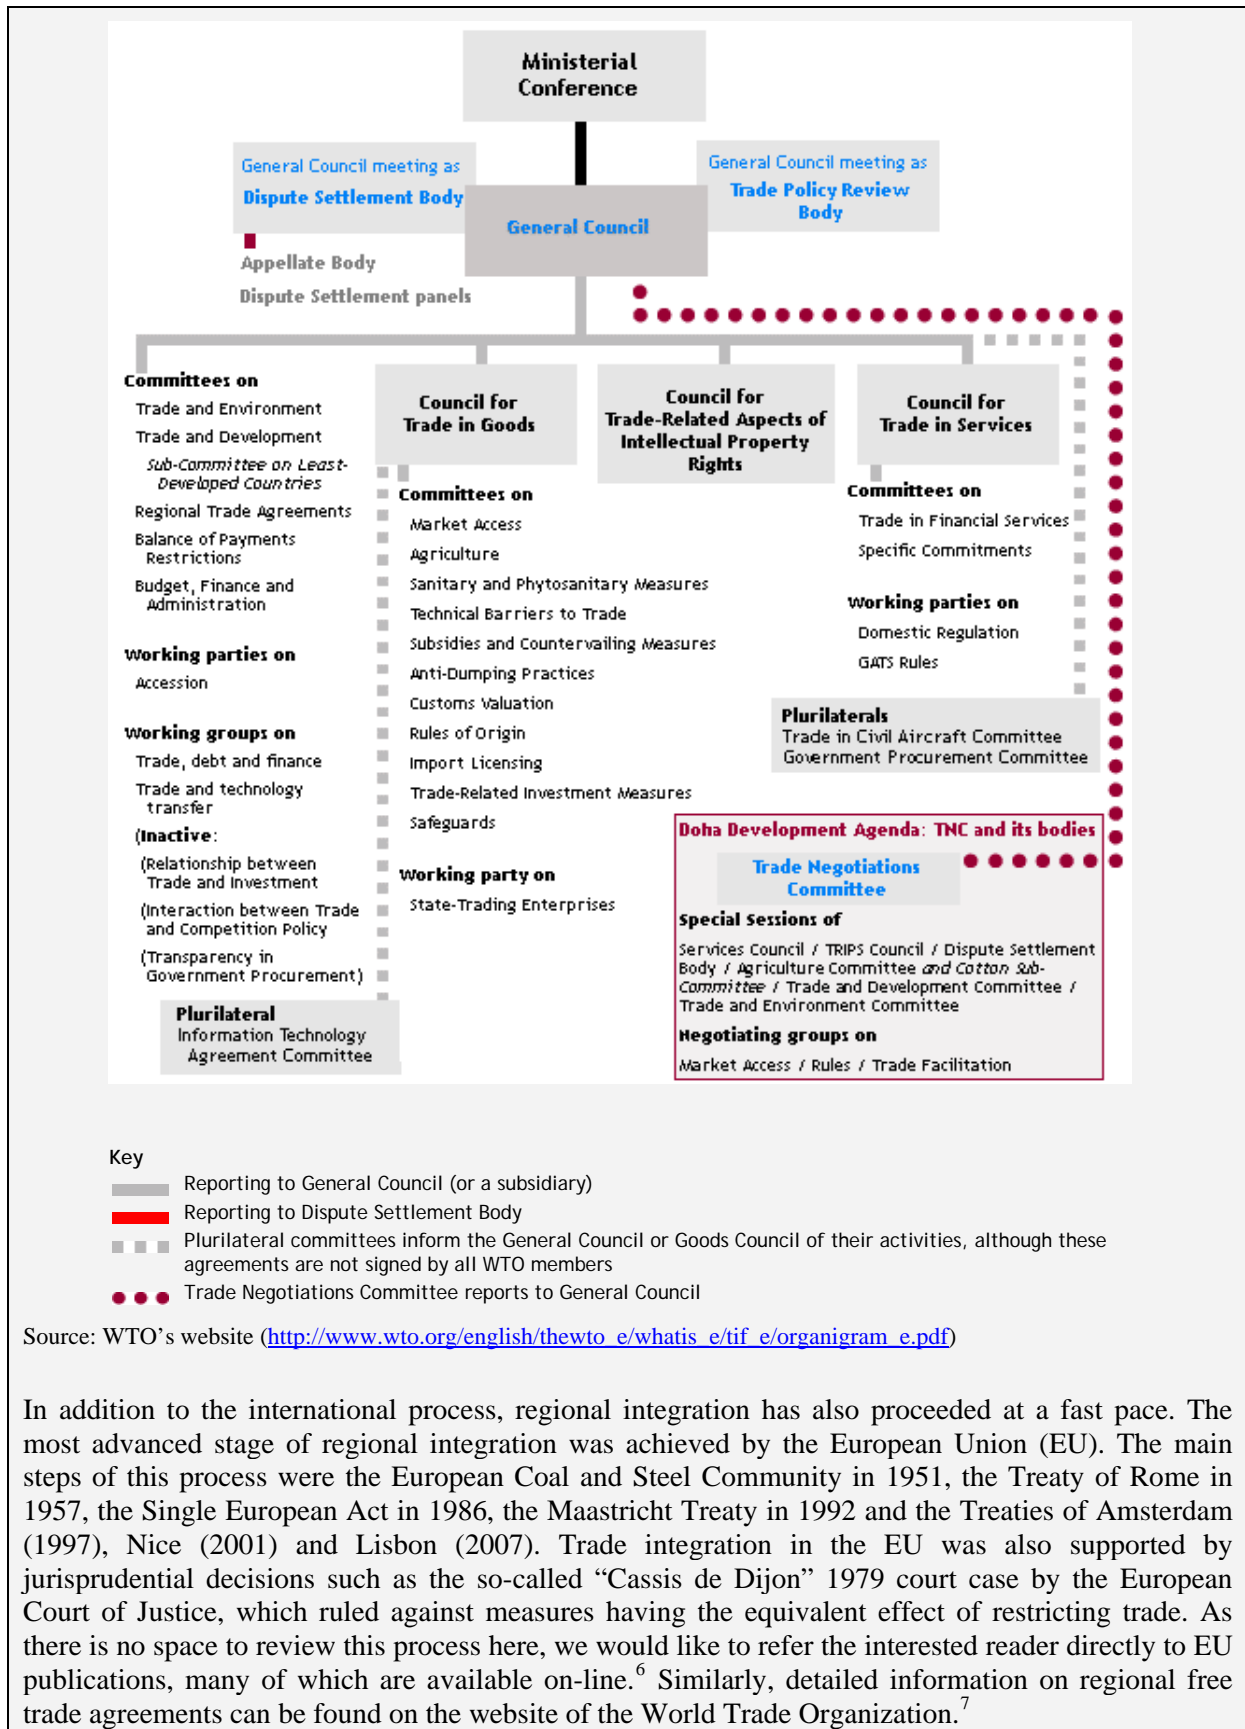 Ministerial
Conference
General Council meeting as
Dispute Settlement Body
General Council meeting as
Trade Policy Review
Body
General Council
Appellate Body
Dispute Settlement panels
Committees on
Trade and Environment
Trade and Development
Sub-Committee on Least-
Developed Countries
Regional Trade Agreements
Balance of Payments
Restrictions
Budget, Finance and
Administration
Working parties on
Accession
Working groups on
Trade, debt and finance
Trade and technology
transfer
(Inactive:
(Relationship between
Trade and Investment
(Interaction between Trade
and Competition Policy
(Transparency in
Government Procurement)
Plurilateral
Information Technology
Agreement Committee
Council for
Trade in Goods
Committees on
Market Access
Agriculture
Sanitary and Phytosanitary Measures
Technical Barriers to Trade
Subsidies and Countervailing Measures
Anti-Dumping Practices
Customs Valuation
Rules of Origin
Import Licensing
Trade-Related Investment Measures
Safeguards
Working party on
State-Trading Enterprises
Council for
Trade-Related Aspects of
Intellectual Property
Rights
Council for
Trade in Services
Committees on
Trade in Financial Services
Specific Commitments
Working parties on
Domestic Regulation
GATS Rules
Plurilaterals
Trade in Civil Aircraft Committee
Government Procurement Committee
Doha Development Agenda: TNC and its bodies
Trade Negotiations
Committee
Special Sessions of
Services Council / TRIPS Council / Dispute Settlement
Body / Agriculture Committee and Cotton Sub-
Committee / Trade and Development Committee /
Trade and Environment Committee
Negotiating groups on
Market Access / Rules / Trade Facilitation
Key
Reporting to General Council (or a subsidiary)
Reporting to Dispute Settlement Body
Plurilateral committees inform the General Council or Goods Council of their activities, although these
agreements are not signed by all WTO members
Trade Negotiations Committee reports to General Council
Source: WTO’s website (http://www.wto.org/english/thewto_e/whatis_e/tif_e/organigram_e.pdf)
In addition to the international process, regional integration has also proceeded at a fast pace. The
most advanced stage of regional integration was achieved by the European Union (EU). The main
steps of this process were the European Coal and Steel Community in 1951, the Treaty of Rome in
1957, the Single European Act in 1986, the Maastricht Treaty in 1992 and the Treaties of Amsterdam
(1997), Nice (2001) and Lisbon (2007). Trade integration in the EU was also supported by
jurisprudential decisions such as the so-called “Cassis de Dijon” 1979 court case by the European
Court of Justice, which ruled against measures having the equivalent effect of restricting trade. As
there is no space to review this process here, we would like to refer the interested reader directly to EU
publications, many of which are available on-line.6 Similarly, detailed information on regional free
trade agreements can be found on the website of the World Trade Organization.7